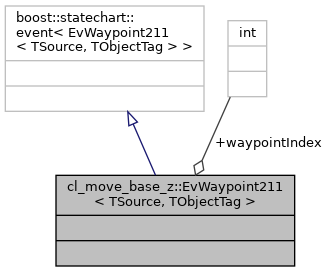 boost::statechart::
event< EvWaypoint211
< TSource, TObjectTag > >
int
+waypointIndex
cl_move_base_z::EvWaypoint211
< TSource, TObjectTag >